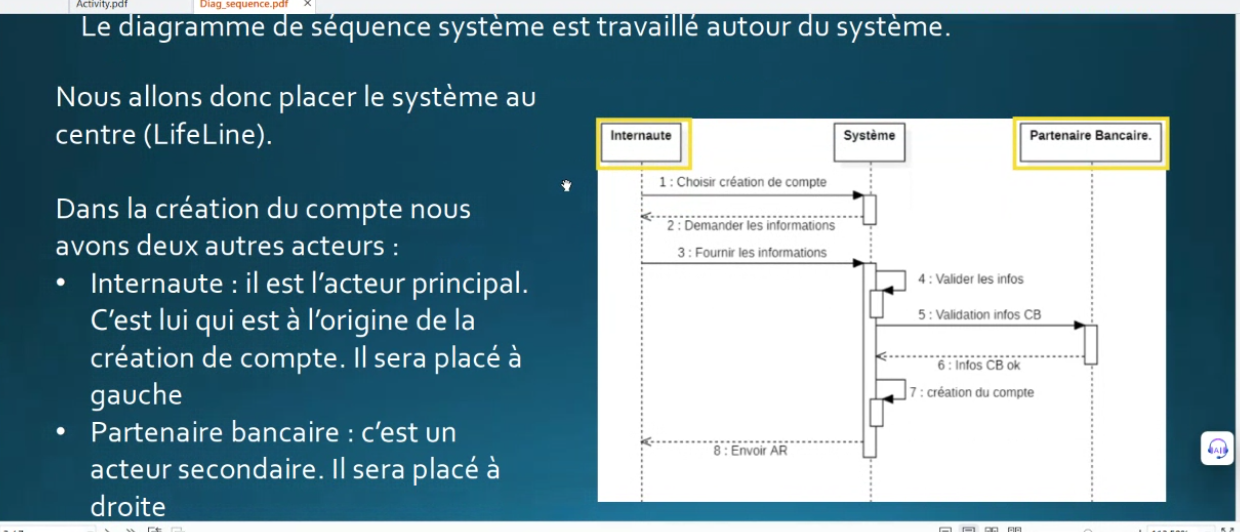 Activity.pdf
Diag_sequence.pdf
Le diagramme de séquence système est travaillé autour du système.
Nous allons donc placer le système au
centre (LifeLine).
Dans la création du compte nous
avons deux autres acteurs :
• Internaute : il est l'acteur principal.
C'est lui qui est à l'origine de la
création de compte. Il sera placé à
gauche
• Partenaire bancaire : c'est un
acteur secondaire. Il sera placé à
droite
Internaute
Système
Partenaire Bancaire.
1 : Choisir création de compte
2 : Demander les informations
3 : Fournir les informations
4 : Valider les infos
5 : Validation infos CB
6 : Infos CB ok
7 : création du compte
8 : Envoir AR
AI